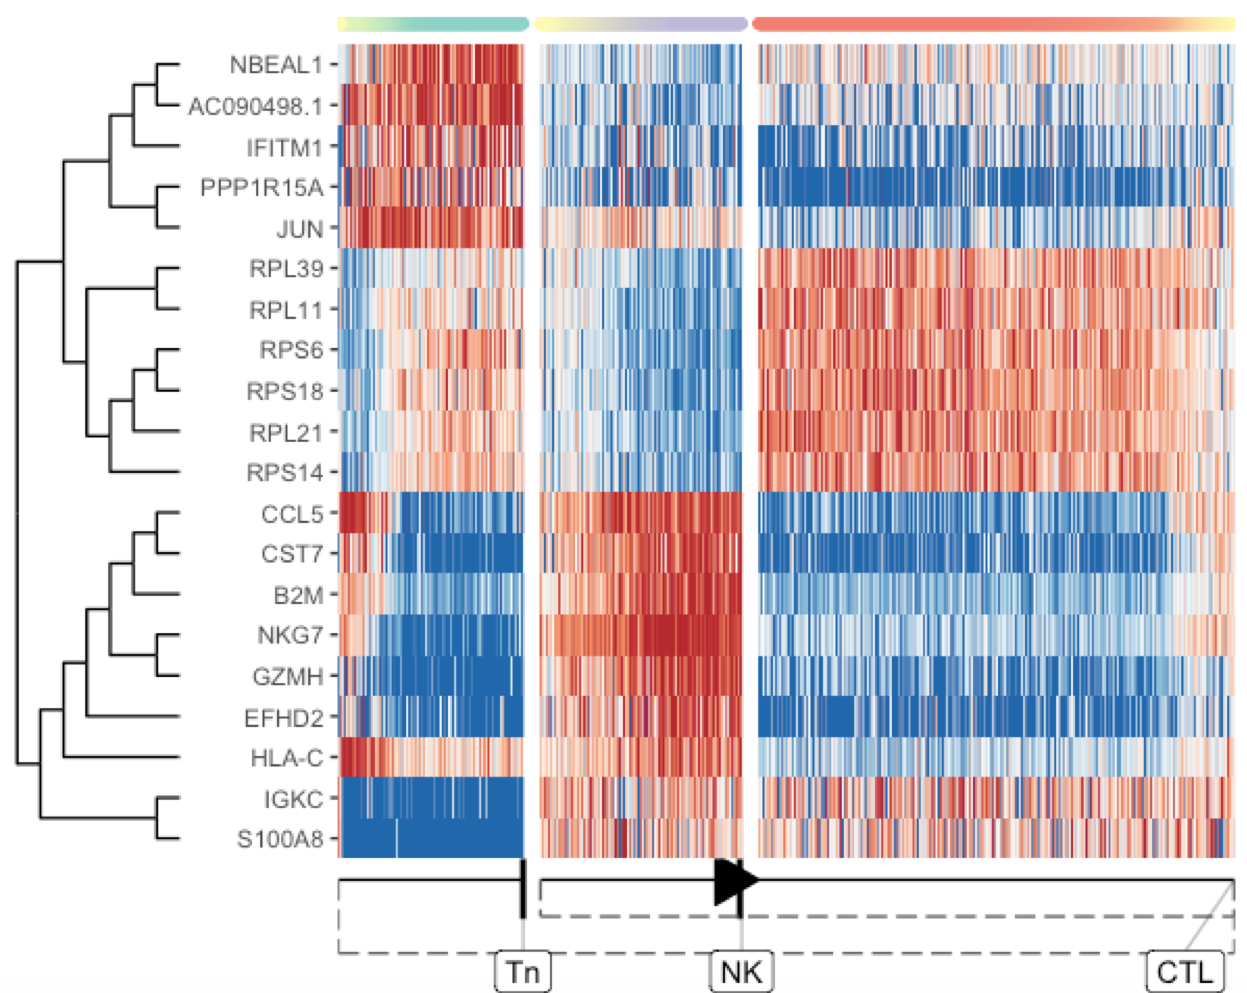 NBEAL1
AC090498.1
IFITM1
PPP1R15A
JUN
RPL39
RPL11
RPS6
RPS18
RPL21
RPS14
CCL5
CST7
B2M
NKG7
GZMH
EFHD2
HLA-C
IGKC
S100A8
Tn NK CTL